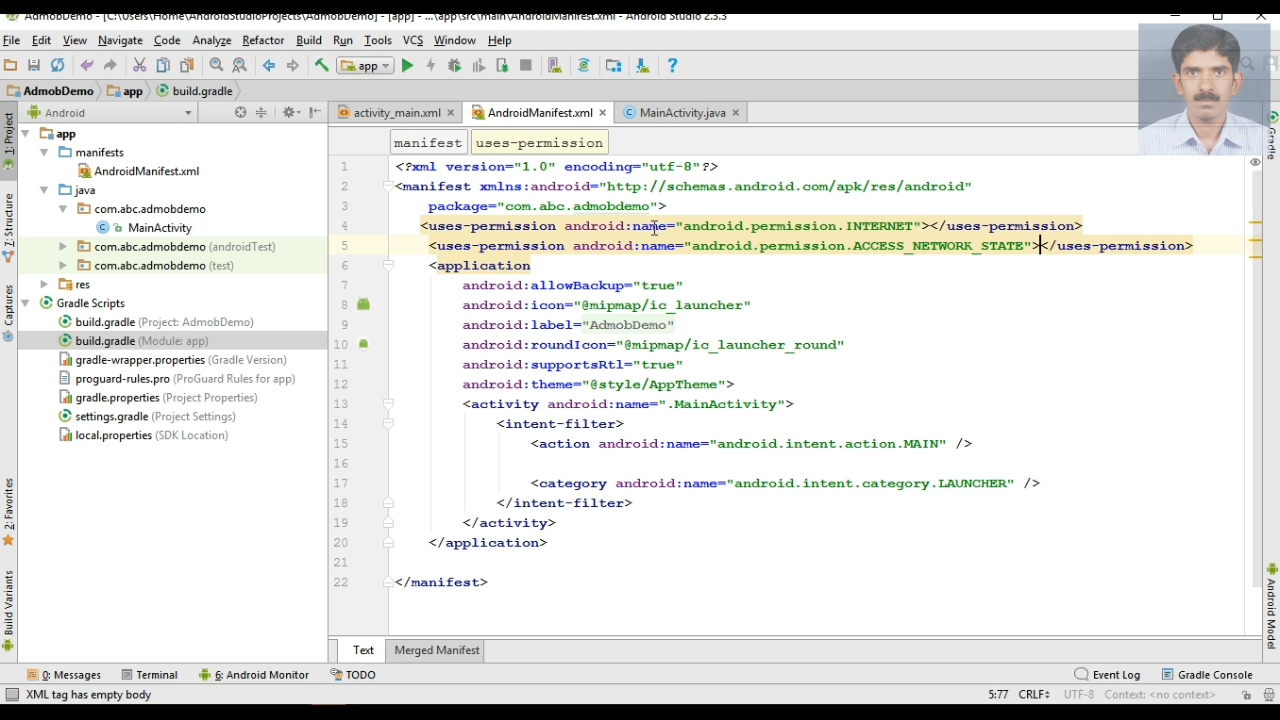 AdmobDemo - [C:\Users\Home\AndroidStudioProjects\AdmobDemo] - [app] - ...\app\src\main\AndroidManifest.xml - Android Studio 2.3.3
File Edit View Navigate Code Analyze Refactor Build Run Tools VCS Window Help
app
AdmobDemo app build.gradle
Android
activity_main.xml AndroidManifest.xml MainActivity.java
1: Project
Z: Structure
Captures
2: Favorites
Build Variants
app
manifests
AndroidManifest.xml
java
com.abc.admobdemo
MainActivity
com.abc.admobdemo (androidTest)
com.abc.admobdemo (test)
res
Gradle Scripts
build.gradle (Project: AdmobDemo)
build.gradle (Module: app)
gradle-wrapper.properties (Gradle Version)
proguard-rules.pro (ProGuard Rules for app)
gradle.properties (Project Properties)
settings.gradle (Project Settings)
local.properties (SDK Location)
manifest uses-permission
1 <?xml version="1.0" encoding="utf-8"?>
2 <manifest xmlns:android="http://schemas.android.com/apk/res/android"
3 package="com.abc.admobdemo">
4 <uses-permission android:name="android.permission.INTERNET"></uses-permission>
5 <uses-permission android:name="android.permission.ACCESS_NETWORK_STATE"></uses-permission>
6 <application
7 android:allowBackup="true"
8 android:icon="@mipmap/ic_launcher"
9 android:label="AdmobDemo"
10 android:roundIcon="@mipmap/ic_launcher_round"
11 android:supportsRtl="true"
12 android:theme="@style/AppTheme">
13 <activity android:name=".MainActivity">
14 <intent-filter>
15 <action android:name="android.intent.action.MAIN" />
16
17 <category android:name="android.intent.category.LAUNCHER" />
18 </intent-filter>
19 </activity>
20 </application>
21
22 </manifest>
Gradle
Android Model
Text Merged Manifest
0: Messages Terminal 6: Android Monitor TODO Event Log Gradle Console
XML tag has empty body 5:77 CRLF UTF-8 Context: <no context>